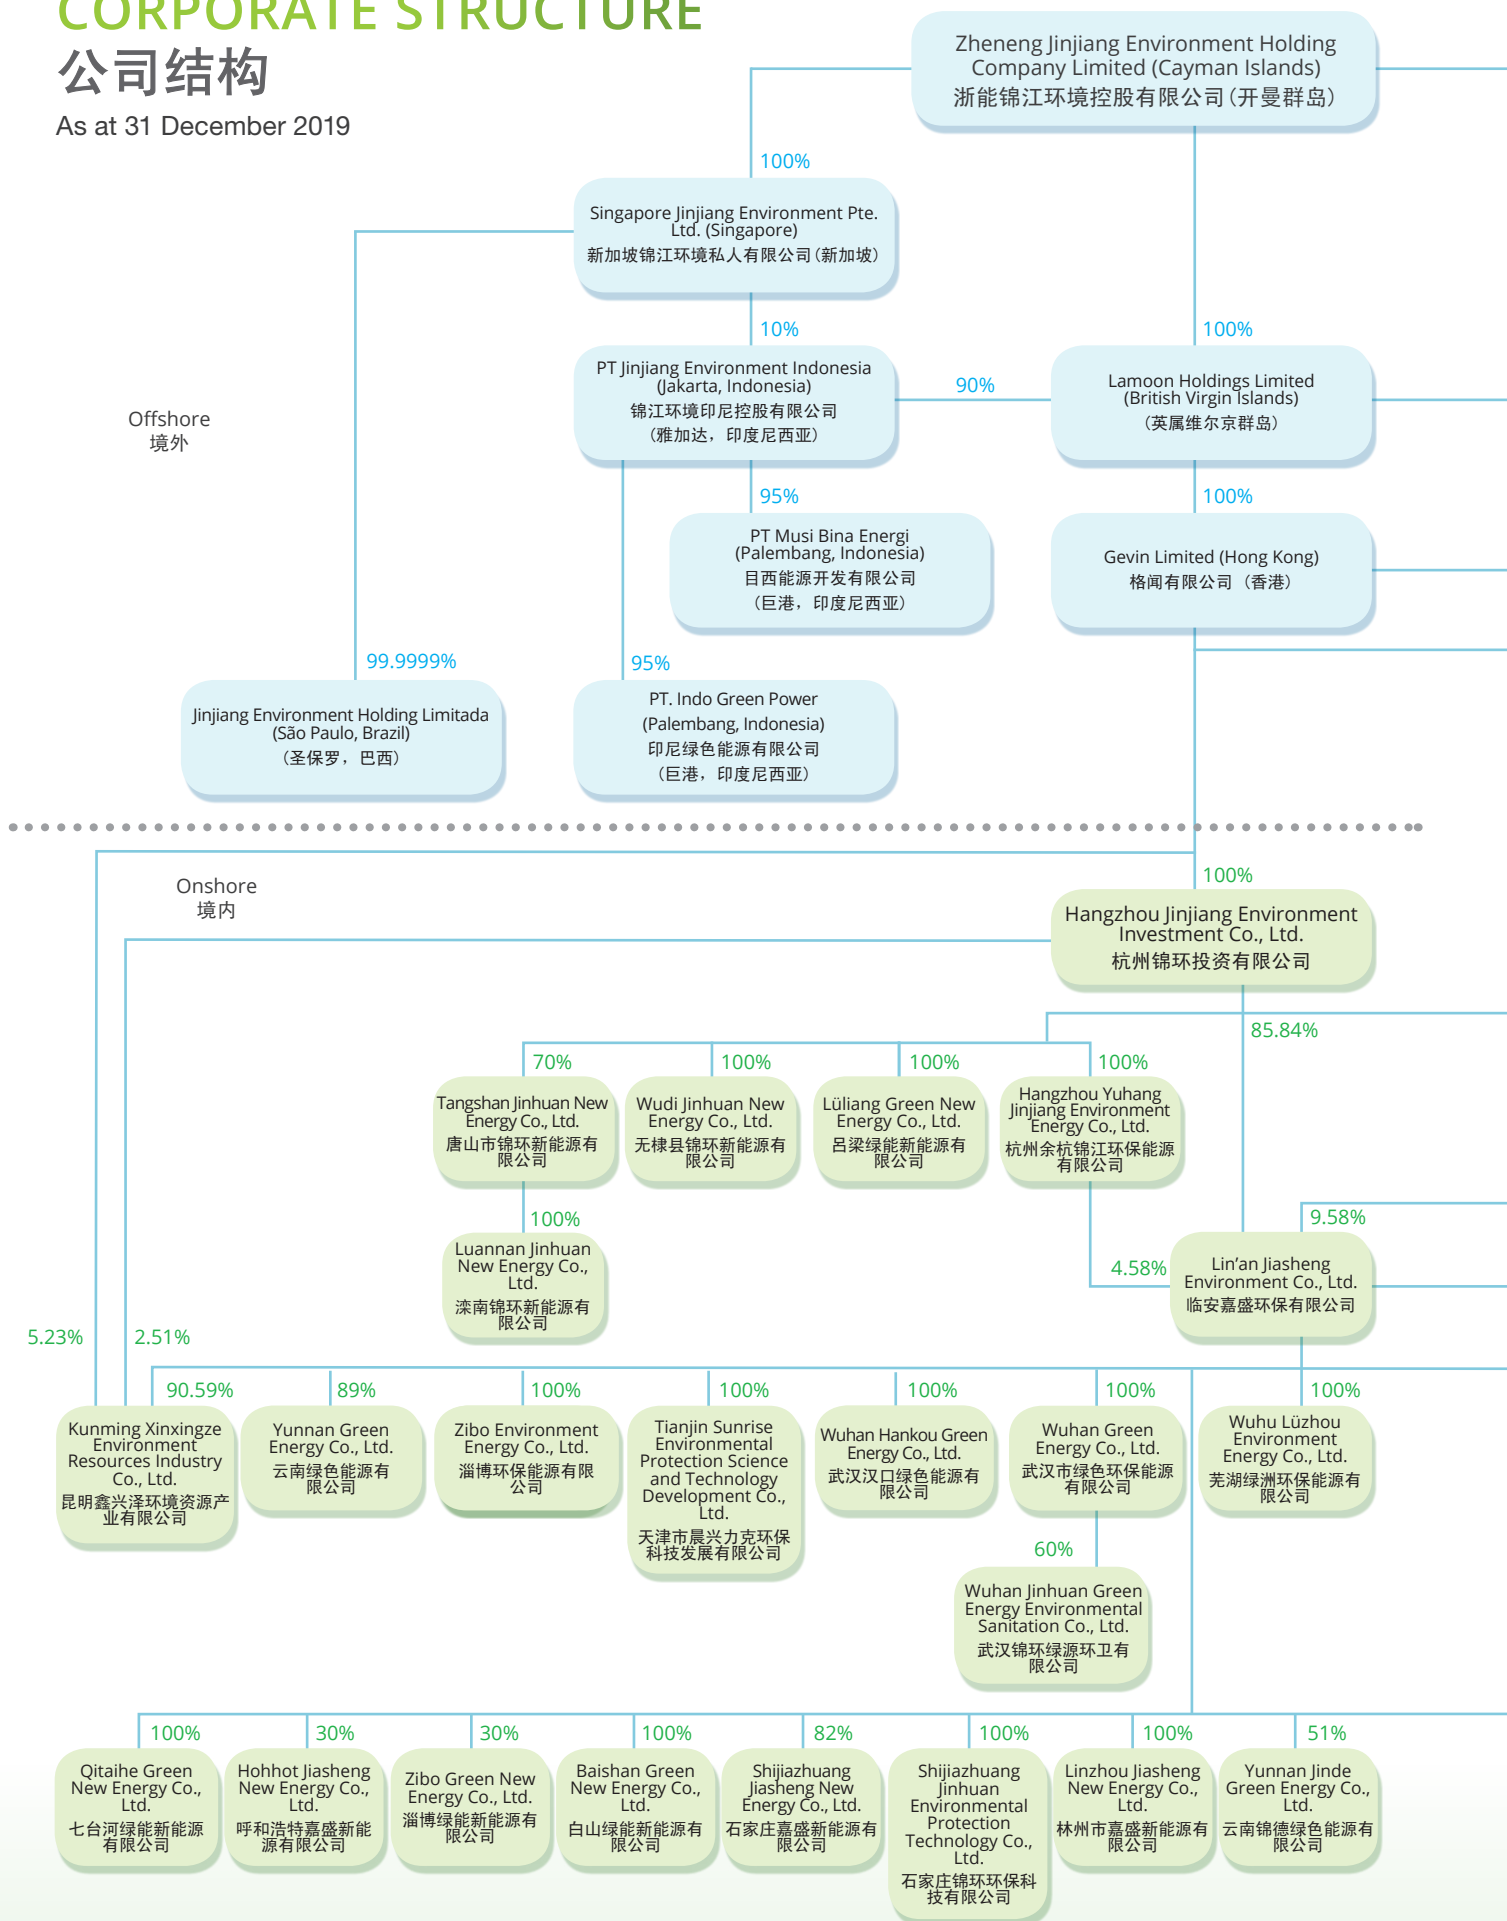 CORPORATE STRUCTURE
公司结构
As at 31 December 2019
Zheneng Jinjiang Environment Holding
Company Limited (Cayman Islands)
浙能锦江环境控股有限公司(开曼群岛)
100%
Singapore Jinjiang Environment Pte.
Ltd. (Singapore)
新加坡锦江环境私人有限公司(新加坡)
10%
100%
PT Jinjiang Environment Indonesia
(Jakarta, Indonesia)
锦江环境印尼控股有限公司
(雅加达，印度尼西亚)
90%
Lamoon Holdings Limited
(British Virgin Islands)
(英属维尔京群岛)
Offshore
境外
95%
100%
PT Musi Bina Energi
(Palembang, Indonesia)
目西能源开发有限公司
(巨港，印度尼西亚)
Gevin Limited (Hong Kong)
格闻有限公司 (香港)
99.9999%
95%
Jinjiang Environment Holding Limitada
(São Paulo, Brazil)
(圣保罗，巴西)
PT. Indo Green Power
(Palembang, Indonesia)
印尼绿色能源有限公司
(巨港，印度尼西亚)
Onshore
境内
100%
Hangzhou Jinjiang Environment
Investment Co., Ltd.
杭州锦环投资有限公司
85.84%
70%
100%
100%
100%
Tangshan Jinhuan New
Energy Co., Ltd.
唐山市锦环新能源有
限公司
Wudi Jinhuan New
Energy Co., Ltd.
无棣县锦环新能源有
限公司
Lüliang Green New
Energy Co., Ltd.
吕梁绿能新能源有
限公司
Hangzhou Yuhang
Jinjiang Environment
Energy Co., Ltd.
杭州余杭锦江环保能源
有限公司
100%
9.58%
Luannan Jinhuan
New Energy Co.,
Ltd.
滦南锦环新能源有
限公司
4.58%
Lin'an Jiasheng
Environment Co., Ltd.
临安嘉盛环保有限公司
5.23%
2.51%
90.59%
89%
100%
100%
100%
100%
100%
Kunming Xinxingze
Environment
Resources Industry
Co., Ltd.
昆明鑫兴泽环境资源产
业有限公司
Yunnan Green
Energy Co., Ltd.
云南绿色能源有
限公司
Zibo Environment
Energy Co., Ltd.
淄博环保能源有限
公司
Tianjin Sunrise
Environmental
Protection Science
and Technology
Development Co.,
Ltd.
天津市晨兴力克环保
科技发展有限公司
Wuhan Hankou Green
Energy Co., Ltd.
武汉汉口绿色能源有
限公司
Wuhan Green
Energy Co., Ltd.
武汉市绿色环保能源
有限公司
Wuhu Lüzhou
Environment
Energy Co., Ltd.
芜湖绿洲环保能源有
限公司
60%
Wuhan Jinhuan Green
Energy Environmental
Sanitation Co., Ltd.
武汉锦环绿源环卫有
限公司
100%
30%
30%
100%
82%
100%
100%
51%
Qitaihe Green
New Energy Co.,
Ltd.
七台河绿能新能源
有限公司
Hohhot Jiasheng
New Energy Co.,
Ltd.
呼和浩特嘉盛新能
源有限公司
Zibo Green New
Energy Co., Ltd.
淄博绿能新能源有
限公司
Baishan Green
New Energy Co.,
Ltd.
白山绿能新能源有
限公司
Shijiazhuang
Jiasheng New
Energy Co., Ltd.
石家庄嘉盛新能源有
限公司
Shijiazhuang
Jinhuan
Environmental
Protection
Technology Co.,
Ltd.
石家庄锦环环保科
技有限公司
Linzhou Jiasheng
New Energy Co.,
Ltd.
林州市嘉盛新能源有
限公司
Yunnan Jinde
Green Energy Co.,
Ltd.
云南锦德绿色能源有
限公司